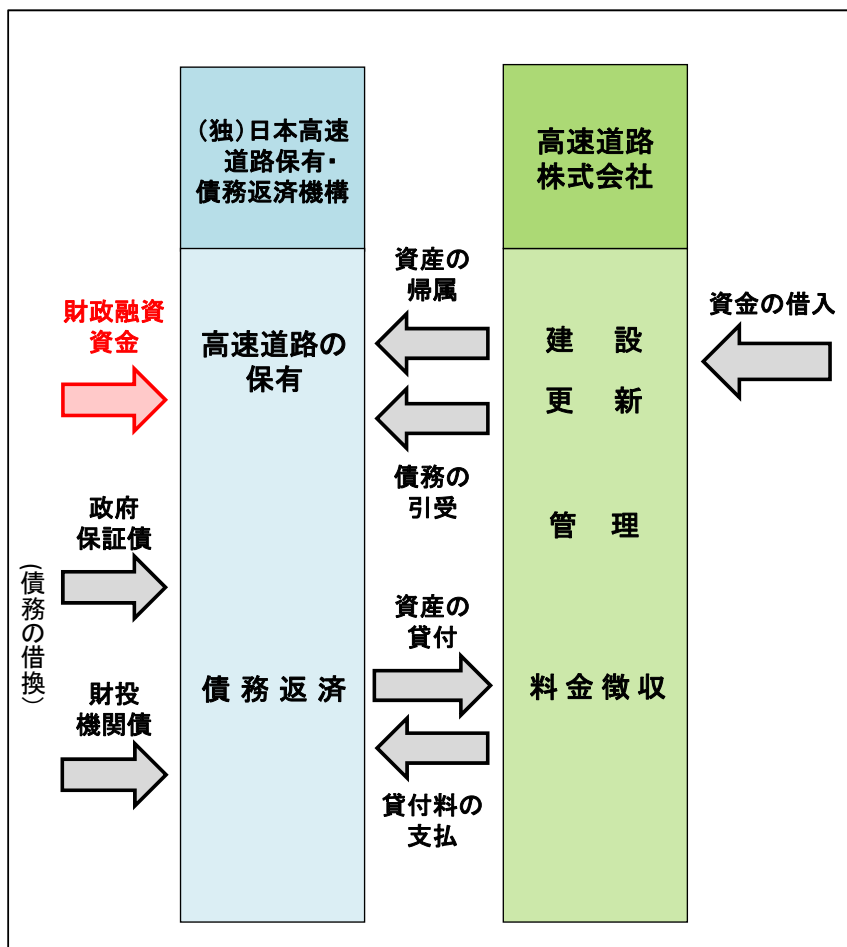 (独)日本高速
道路保有・
債務返済機構
高速道路
株式会社
財政融資
資金
政府
保証債
(債務の借換)
財投
機関債
高速道路の
保有
債務返済
資産の
帰属
債務の
引受
資産の
貸付
貸付料の
支払
建設
更新
管理
料金徴収
資金の借入